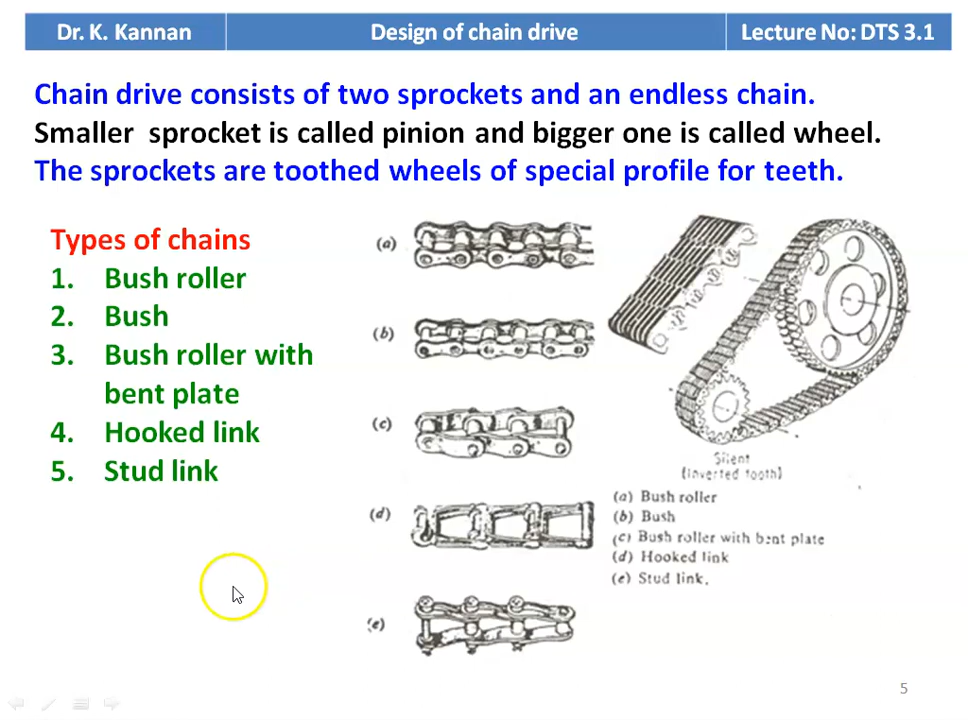 Dr. K. Kannan
Design of chain drive
Lecture No: DTS 3.1
Chain drive consists of two sprockets and an endless chain.
Smaller sprocket is called pinion and bigger one is called wheel.
The sprockets are toothed wheels of special profile for teeth.
Types of chains
1. Bush roller
2. Bush
3. Bush roller with
bent plate
4. Hooked link
5. Stud link
(a)
(b)
(c)
(d)
(e)
Silent
(inverted tooth)
(a) Bush roller
(b) Bush
(c) Bush roller with bent plate
(d) Hooked link
(e) Stud link.
5